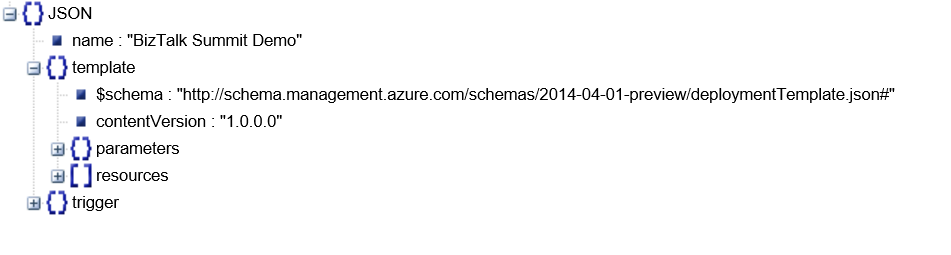 JSON
name : "BizTalk Summit Demo"
template
$schema : "http://schema.management.azure.com/schemas/2014-04-01-preview/deploymentTemplate.json#"
contentVersion : "1.0.0.0"
parameters
resources
trigger